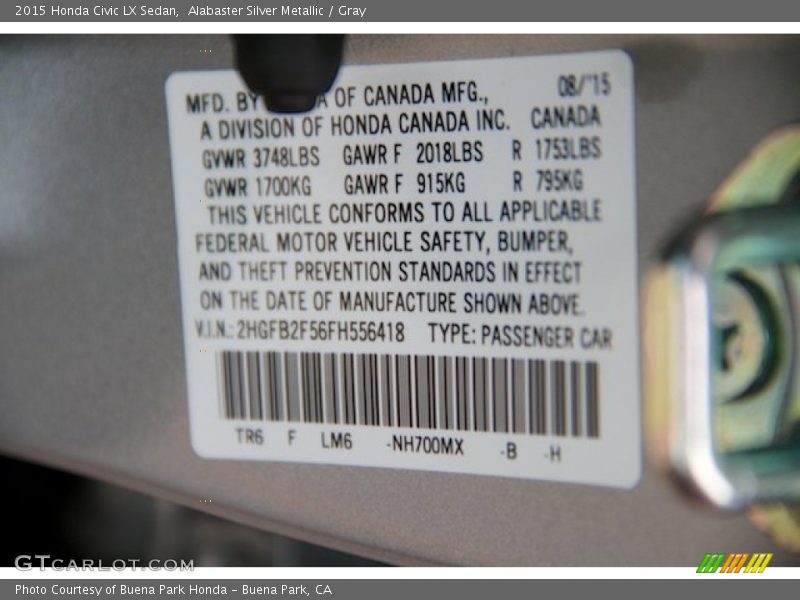 2015 Honda Civic LX Sedan, Alabaster Silver Metallic / Gray
08/'15
MFD. BY A OF CANADA MFG.,
A DIVISION OF HONDA CANADA INC. CANADA
GVWR 3748LBS GAWR F 2018LBS R 1753LBS
GVWR 1700KG GAWR F 915KG R 795KG
THIS VEHICLE CONFORMS TO ALL APPLICABLE
FEDERAL MOTOR VEHICLE SAFETY, BUMPER,
AND THEFT PREVENTION STANDARDS IN EFFECT
ON THE DATE OF MANUFACTURE SHOWN ABOVE.
V.I.N.: 2HGFB2F56FH556418 TYPE: PASSENGER CAR
TR6 F LM6 -NH700MX -B -H
GTCARLOT.COM
Photo Courtesy of Buena Park Honda – Buena Park, CA